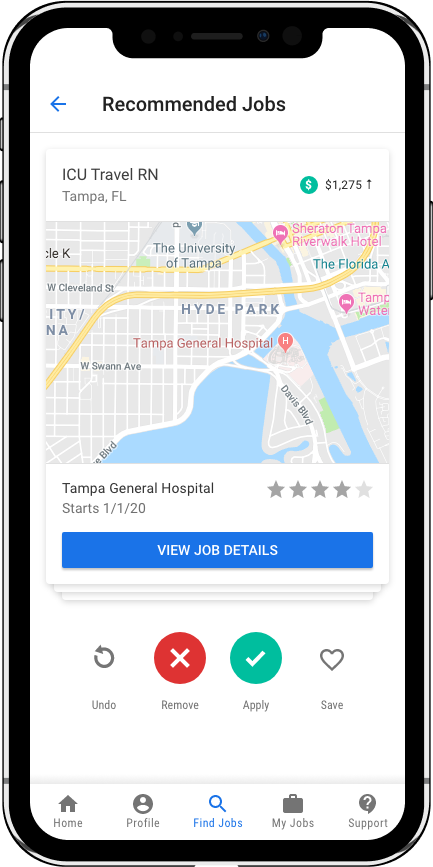 Recommended Jobs
ICU Travel RN
Tampa, FL
$ $1,275 ↑
P
Sheraton Tampa
Riverwalk Hotel
The University
of Tampa
cle K
The Florida A
W Cleveland St
Tamp
Water
ITY/
NA
HYDE PARK
Tampa General Hospital
H
W Swann Ave
Davis Blvd
e Blvd
Tampa General Hospital
Starts 1/1/20
VIEW JOB DETAILS
Undo
Remove
Apply
Save
Home
Profile
Find Jobs
My Jobs
Support